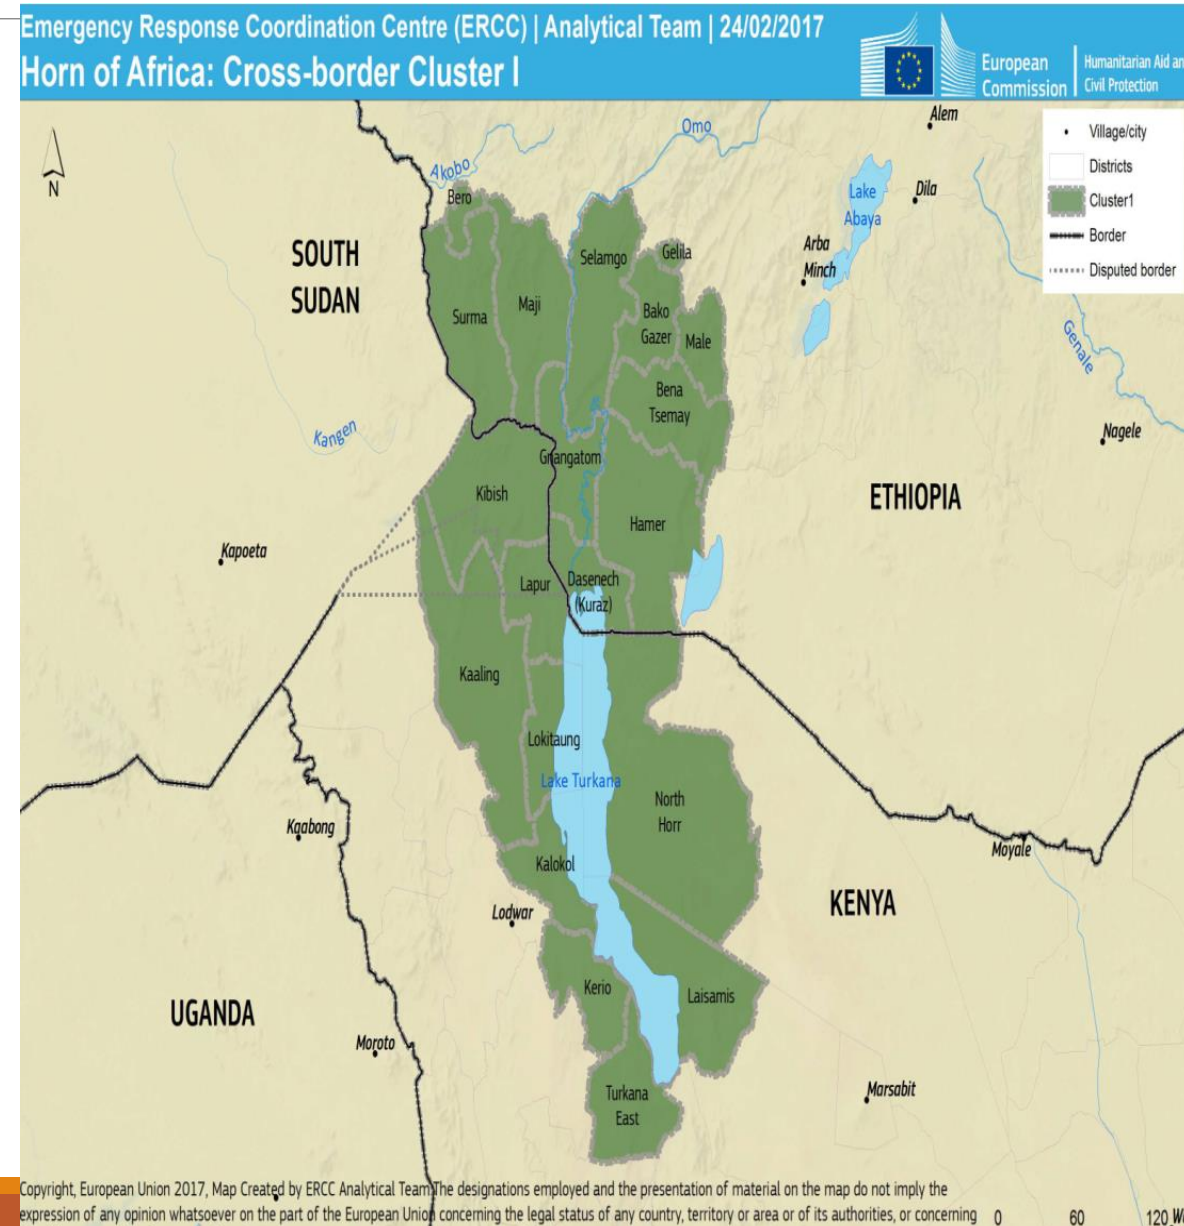 Emergency Response Coordination Centre (ERCC) | Analytical Team | 24/02/2017
Horn of Africa: Cross-border Cluster I
European
Commission
Humanitarian Aid an
Civil Protection
N
Village/city
Districts
Cluster1
Border
Disputed border
Alem
Omo
Akobo
Bero
Lake
Abaya
Dila
Arba
Minch
SOUTH
SUDAN
Selamgo
Gelila
Surma
Maji
Bako
Gazer
Male
Genale
Bena
Tsemay
Kangen
Nagele
Gnangatom
Kibish
ETHIOPIA
Hamer
Kapoeta
Lapur
Dasenech
(Kuraz)
Kaaling
Lokitaung
Lake Turkana
North
Horr
Kaabong
Moyale
Kalokol
KENYA
Lodwar
Kerio
Laisamis
UGANDA
Moroto
Marsabit
Turkana
East
Copyright, European Union 2017, Map Created by ERCC Analytical Team The designations employed and the presentation of material on the map do not imply the
expression of any opinion whatsoever on the part of the European Union concerning the legal status of any country, territory or area or of its authorities, or concerning
0 60 120